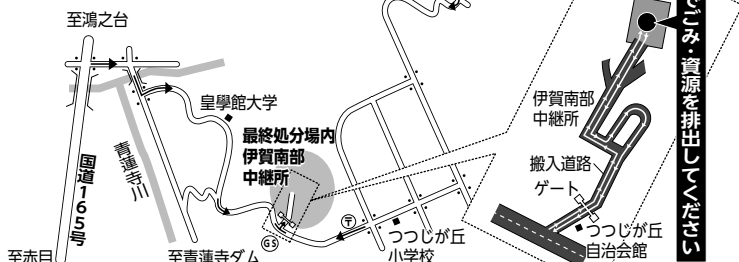 至鴻之台
皇學館大学
最終処分場内
伊賀南部
中継所
青蓮寺川
国道165号
至赤目
至青蓮寺ダム
GS
〒
つつじが丘
小学校
伊賀南部
中継所
搬入道路
ゲート
つつじが丘
自治会館
でごみ・資源を排出してください